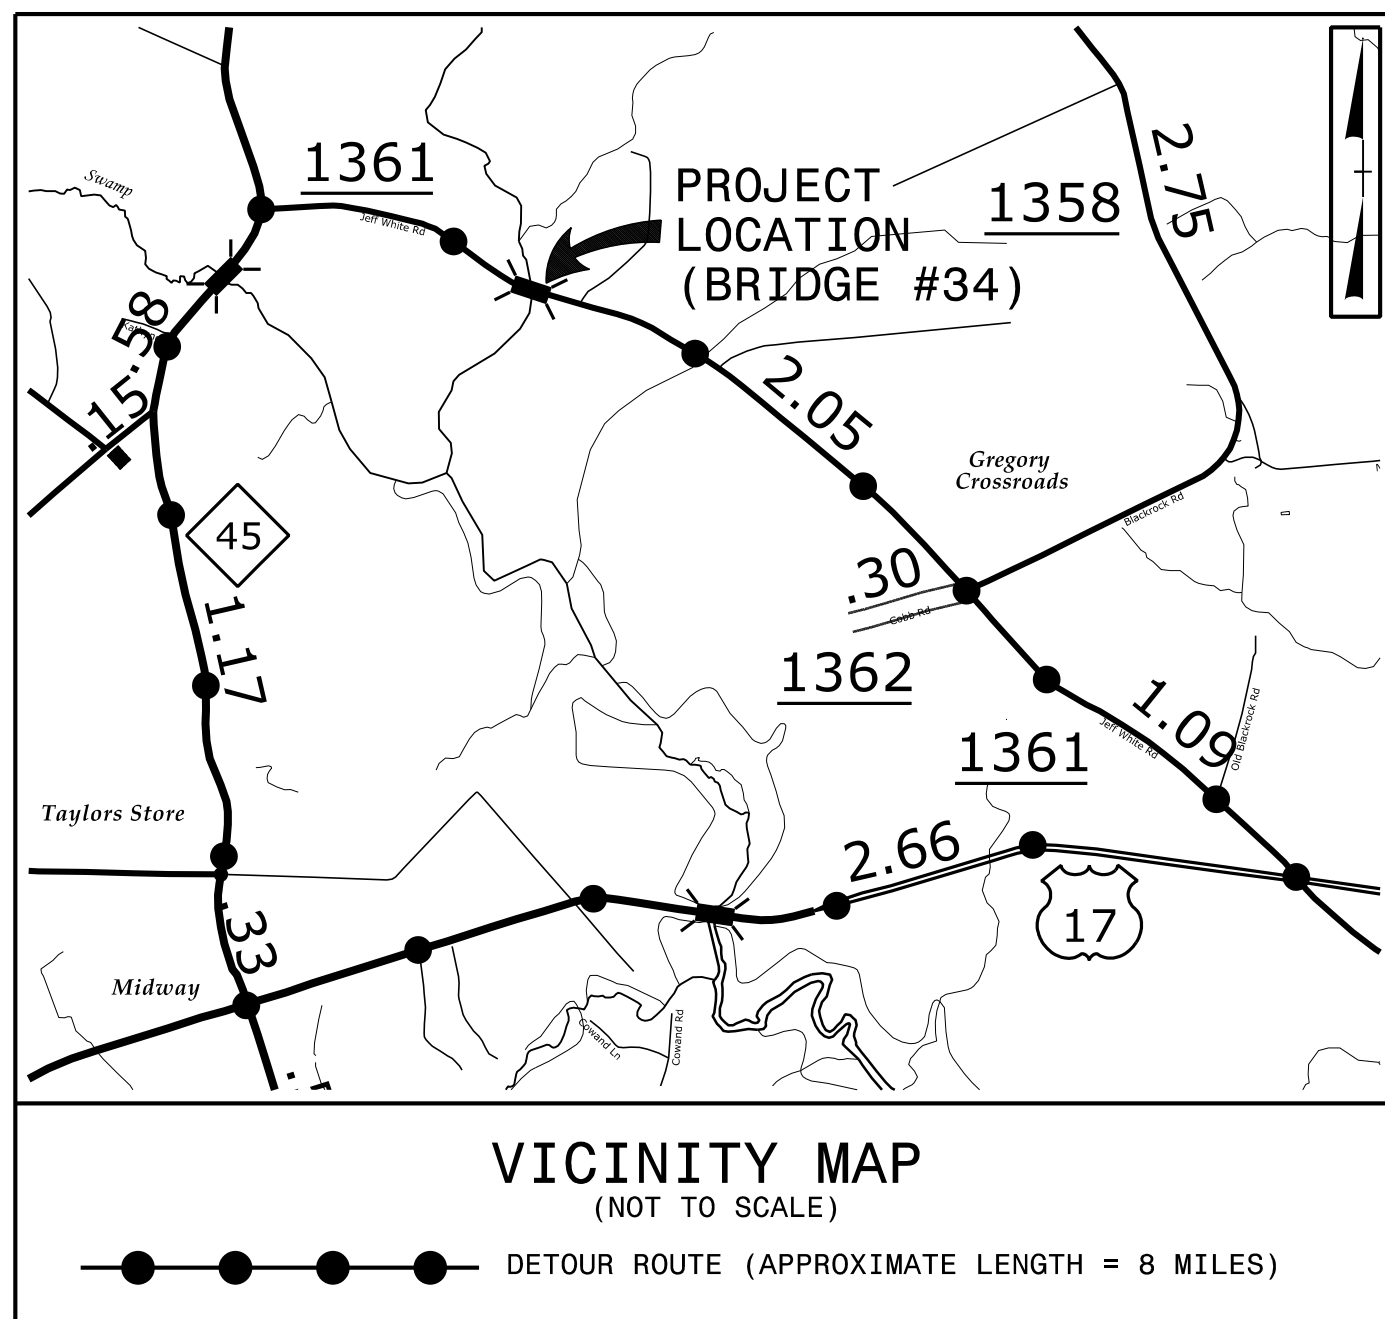 1361
PROJECT
LOCATION
(BRIDGE #34)
1358
2.75
Swamp
Jeff White Rd
.58
.15
2.05
Gregory
Crossroads
Blackrock Rd
45
.30
Cobb Rd
1.17
1362
1361
1.09
Jeff White Rd
Old Blackrock Rd
Taylors Store
2.66
17
.33
Midway
Cowand Ln
Cowand Rd
VICINITY MAP
(NOT TO SCALE)
DETOUR ROUTE (APPROXIMATE LENGTH = 8 MILES)